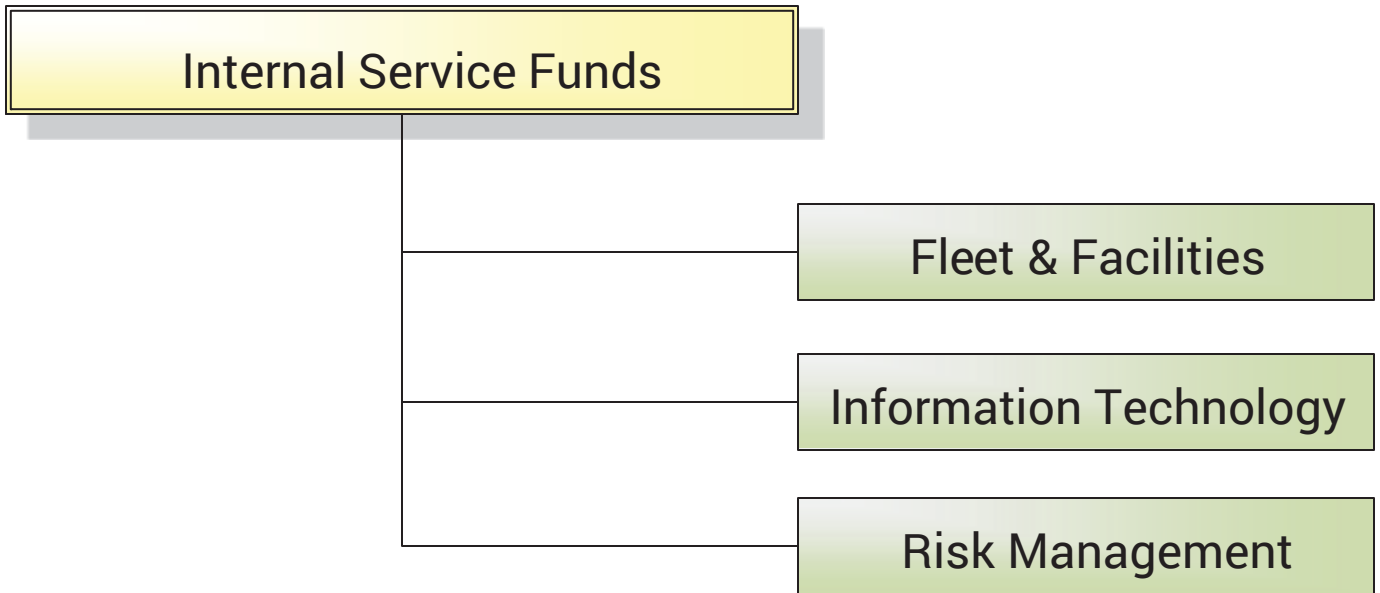 Internal Service Funds
Fleet & Facilities
Information Technology
Risk Management